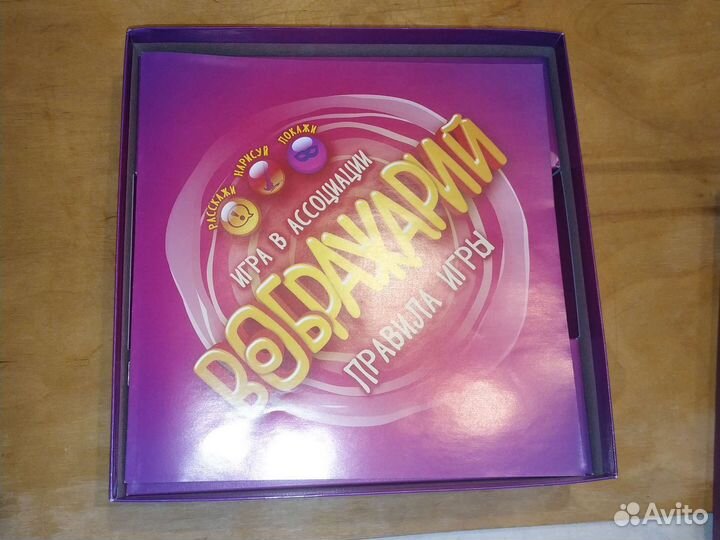 РАССКАЖИ НАРИСУЙ ПОКАЖИ
ИГРА В АССОЦИАЦИИ
ВООБРАЖАРИЙ
ПРАВИЛА ИГРЫ
Avito